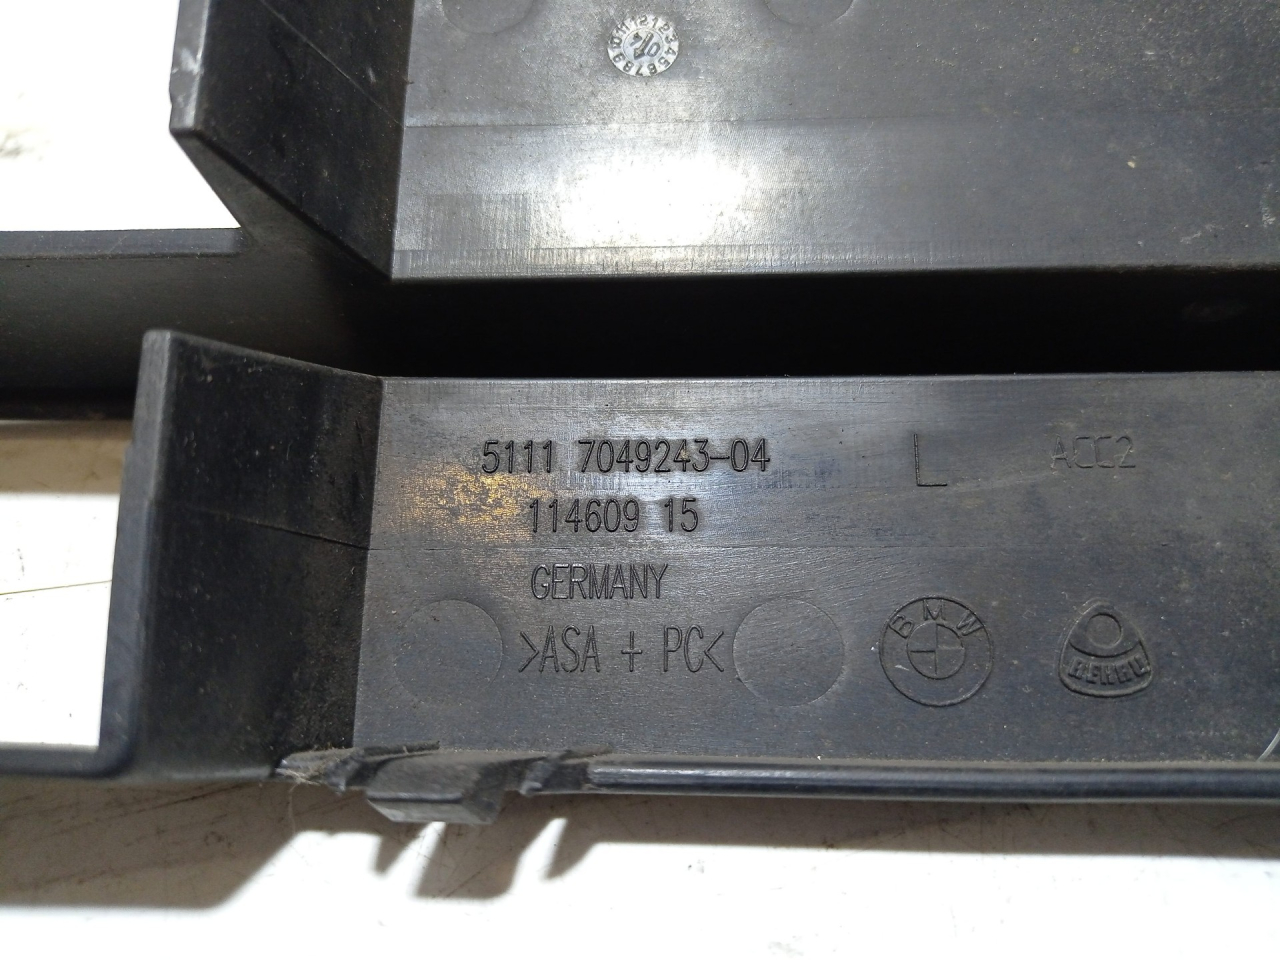 5111 7049243-04 L ACC2
114609 15
GERMANY
>ASA + PC<
BMW